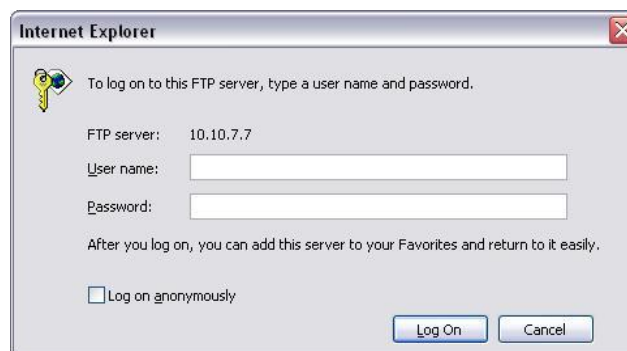 Internet Explorer
To log on to this FTP server, type a user name and password.
FTP server: 10.10.7.7
User name:
Password:
After you log on, you can add this server to your Favorites and return to it easily.
Log on anonymously
Log On Cancel